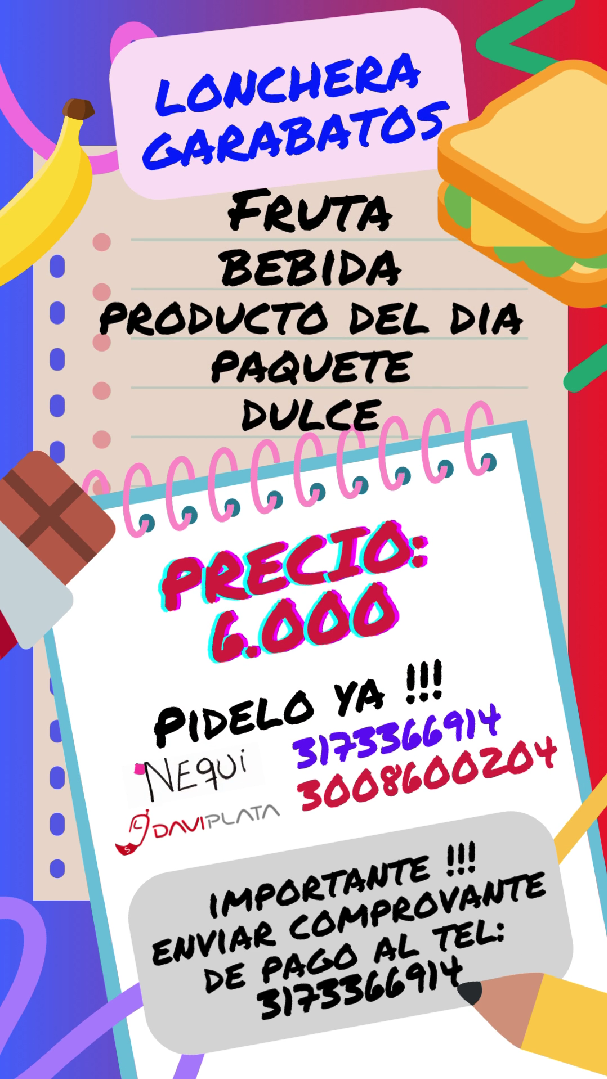 LONCHERA
GARABATOS
FRUTA
BEBIDA
PRODUCTO DEL DIA
PAQUETE
DULCE
PRECIO:
6.000
PIDELO YA !!!
NEQUI 3173366914
DAVIPLATA 3008600204
IMPORTANTE !!!
ENVIAR COMPROVANTE
DE PAGO AL TEL:
3173366914